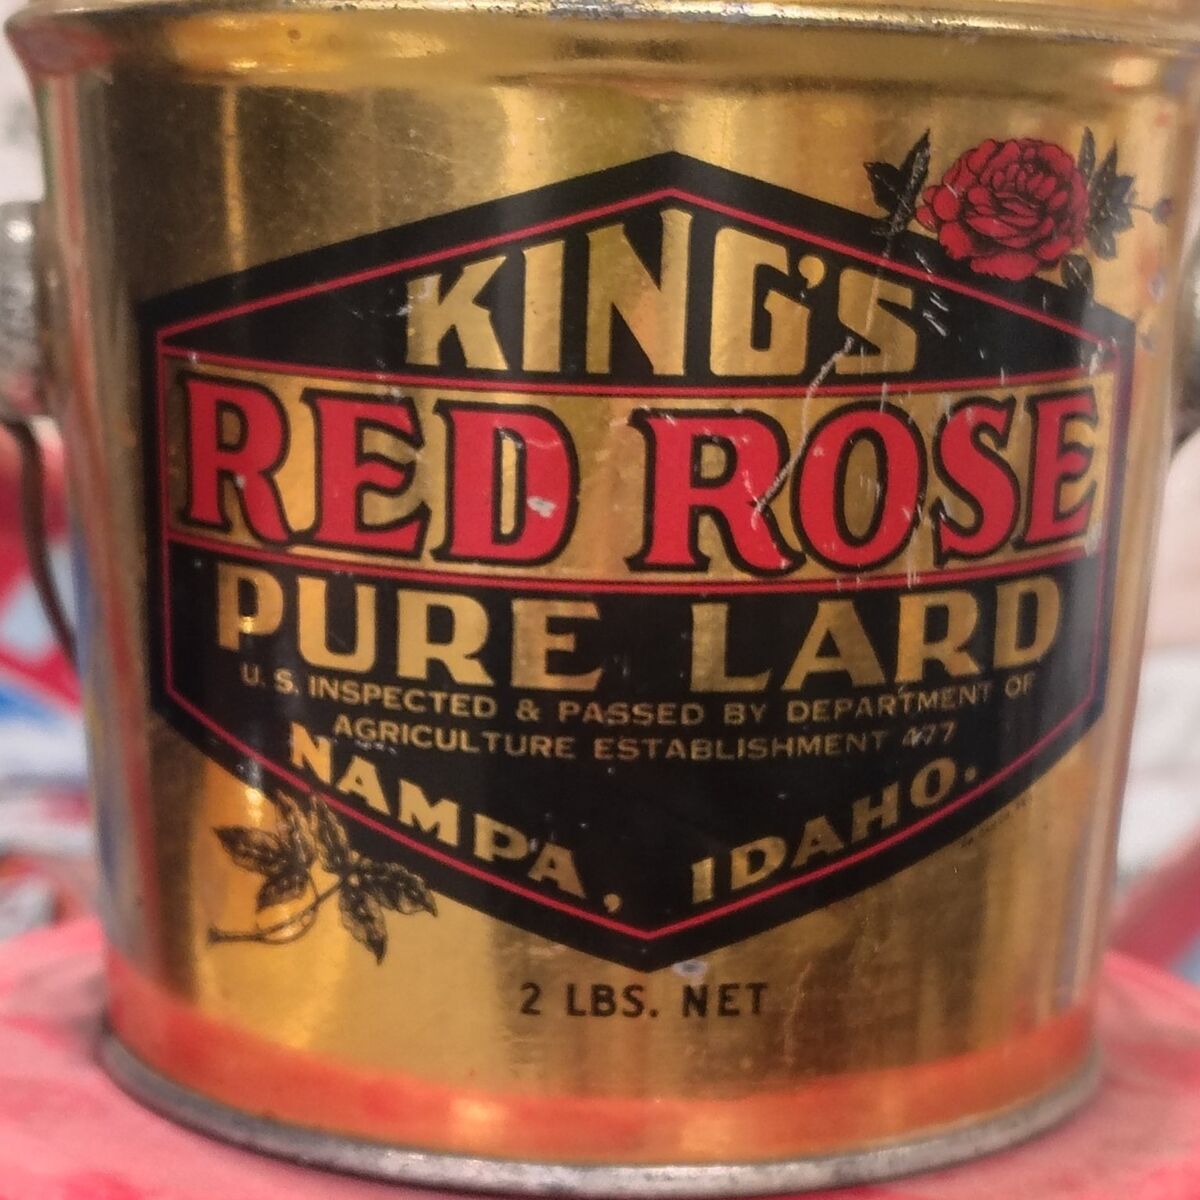 KING'S
RED ROSE
PURE LARD
U. S. INSPECTED & PASSED BY DEPARTMENT OF
AGRICULTURE ESTABLISHMENT 477
NAMPA, IDAHO.
2 LBS. NET